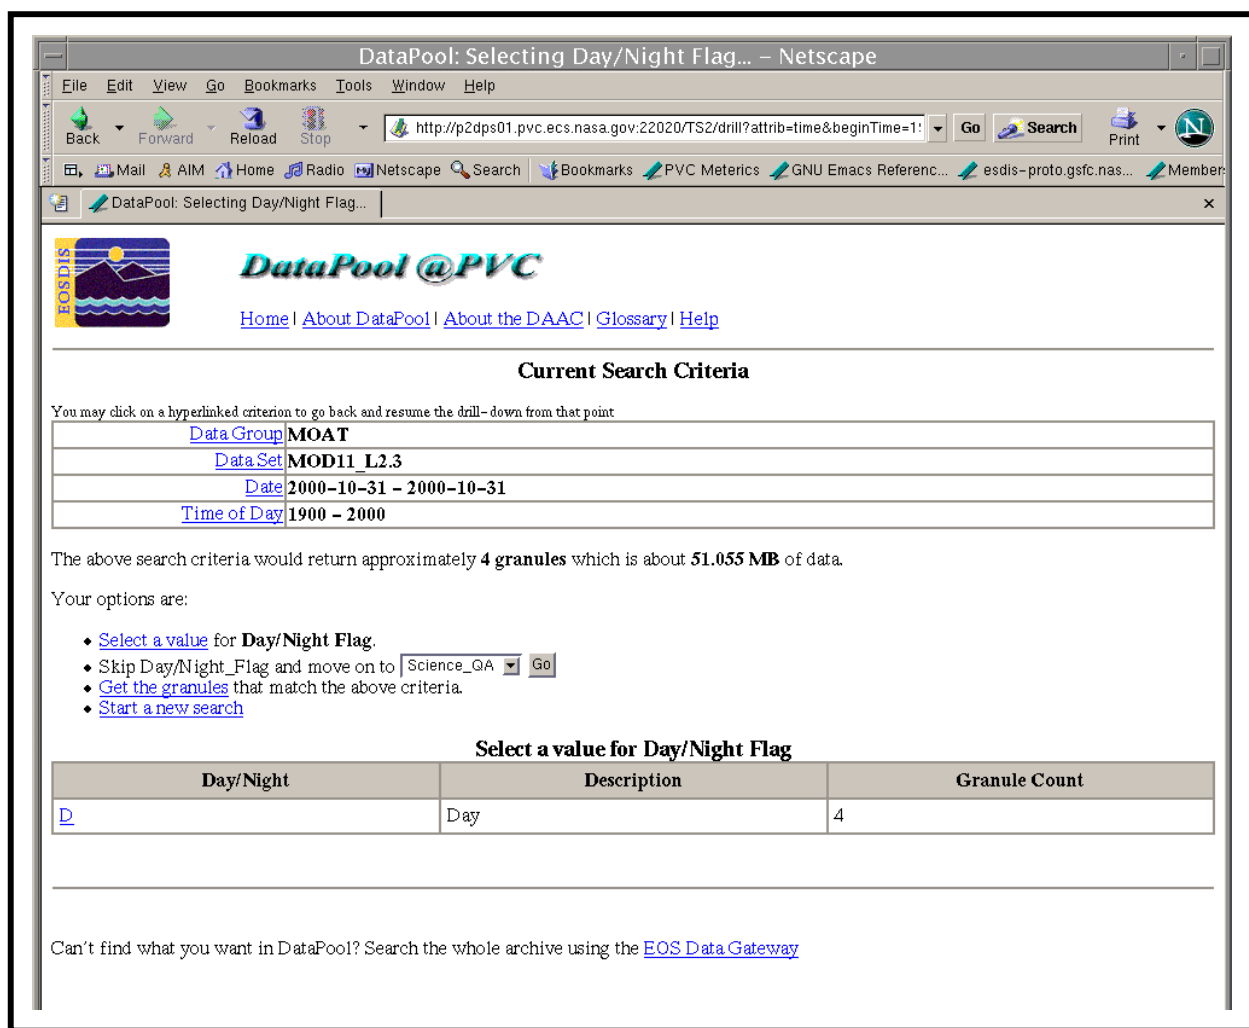 DataPool: Selecting Day/Night Flag... – Netscape
File Edit View Go Bookmarks Tools Window Help
Back Forward Reload Stop http://p2dps01.pvc.ecs.nasa.gov:22020/TS2/drill?attrib=time&beginTime=1 Go Search Print N
Mail AIM Home Radio Netscape Search Bookmarks PVC Meterics GNU Emacs Referenc... esdis-proto.gsfc.nas... Member
DataPool: Selecting Day/Night Flag...
EOSDIS
DataPool @PVC
Home | About DataPool | About the DAAC | Glossary | Help
Current Search Criteria
You may click on a hyperlinked criterion to go back and resume the drill-down from that point
Data Group MOAT
Data Set MOD11_L2.3
Date 2000-10-31 – 2000-10-31
Time of Day 1900 – 2000
The above search criteria would return approximately 4 granules which is about 51.055 MB of data.
Your options are:
• Select a value for Day/Night Flag.
• Skip Day/Night_Flag and move on to Science_QA Go
• Get the granules that match the above criteria.
• Start a new search
Select a value for Day/Night Flag
Day/Night Description Granule Count
D Day 4
Can't find what you want in DataPool? Search the whole archive using the EOS Data Gateway